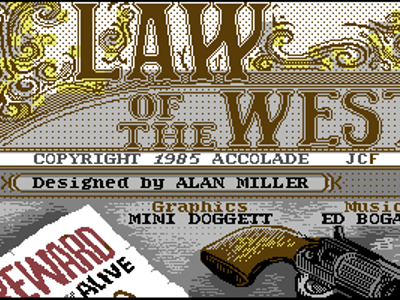 LAW
OF
THE WEST
COPYRIGHT 1985 ACCOLADE JCF
Designed by ALAN MILLER
Graphics Music
MINI DOGGETT ED BOGA
REWARD
ALIVE